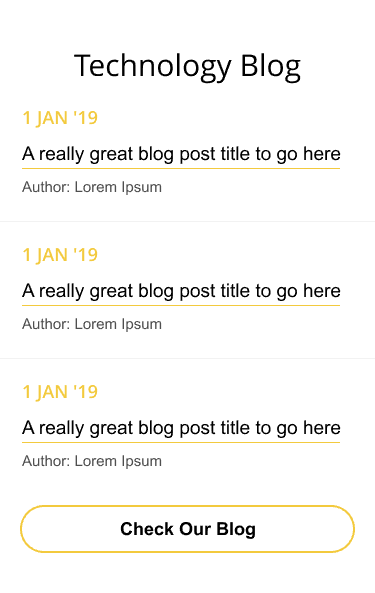 Technology Blog
1 JAN '19
A really great blog post title to go here
Author: Lorem Ipsum
1 JAN '19
A really great blog post title to go here
Author: Lorem Ipsum
1 JAN '19
A really great blog post title to go here
Author: Lorem Ipsum
Check Our Blog